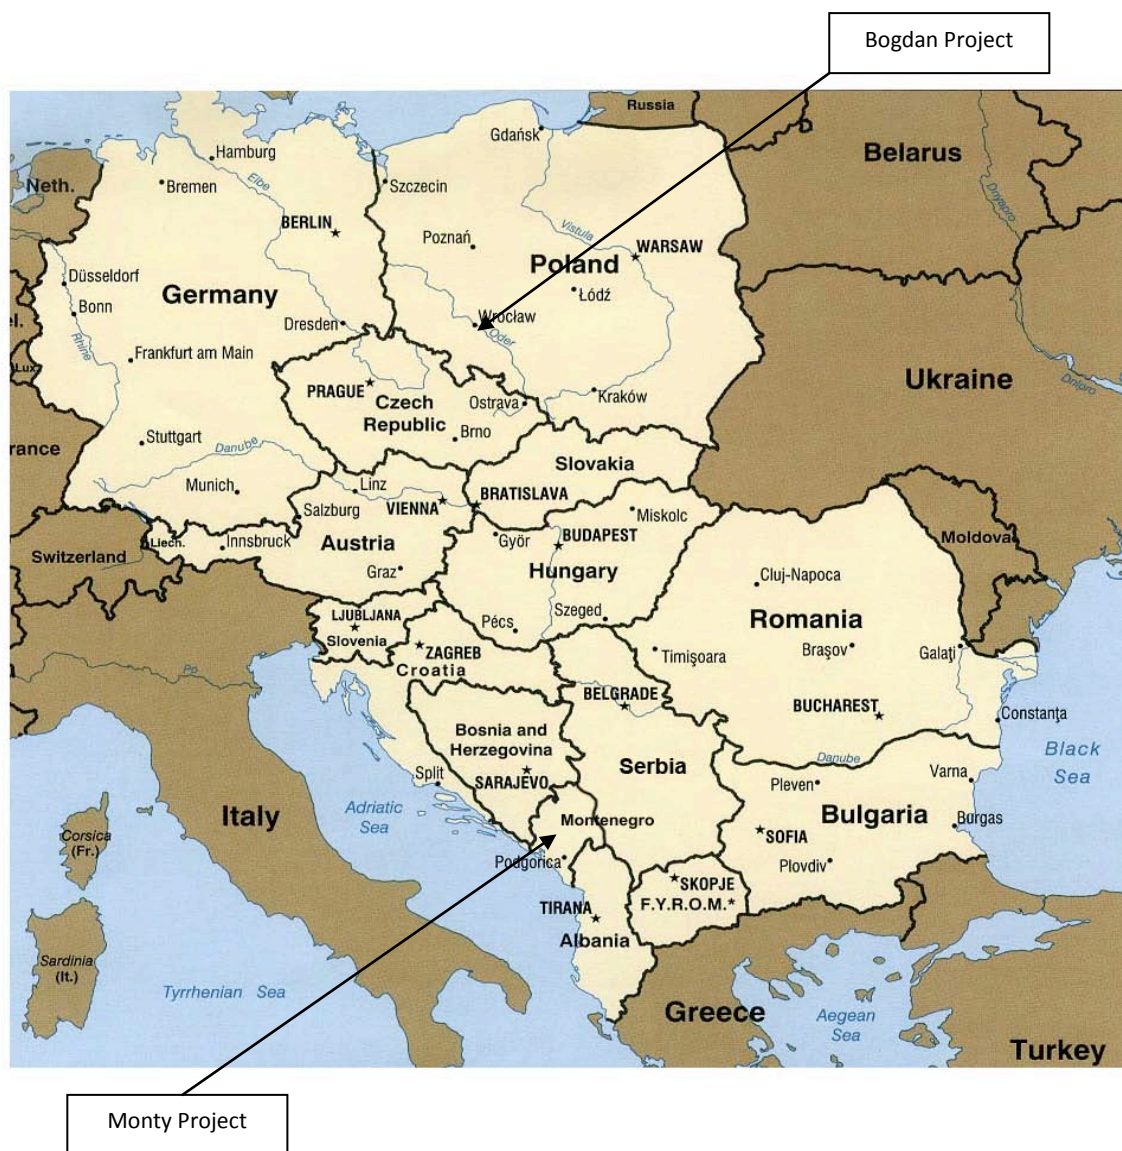 Bogdan Project
Russia
Gdańsk
Hamburg
Belarus
Neth.
Bremen
Elbe
Szczecin
Dnyapro
BERLIN
Vistula
Poznań
WARSAW
Poland
Düsseldorf
Germany
Łódź
Bonn
el.
Dresden
Wrocław
Oder
Rhine
Frankfurt am Main
Lux.
Ukraine
Dnipro
PRAGUE
Czech
Republic
Ostrava
Kraków
Brno
rance
Stuttgart
Danube
Slovakia
Munich
Linz
BRATISLAVA
VIENNA
Salzburg
Miskolc
Győr
BUDAPEST
Moldova
Switzerland
Liech.
Innsbruck
Austria
Graz
Hungary
Cluj-Napoca
LJUBLJANA
Slovenia
Pécs
Szeged
Romania
ZAGREB
Croatia
Timişoara
Braşov
Galaţi
Po
BELGRADE
BUCHAREST
Constanţa
Bosnia and
Herzegovina
Danube
Black
Sea
Split
SARAJEVO
Serbia
Pleven
Varna
Adriatic
Sea
Italy
Montenegro
Bulgaria
Burgas
Corsica
(Fr.)
SOFIA
Podgorica
Plovdiv
SKOPJE
F.Y.R.O.M.*
TIRANA
Albania
Sardinia
(It.)
Tyrrhenian Sea
Greece
Aegean
Sea
Turkey
Monty Project